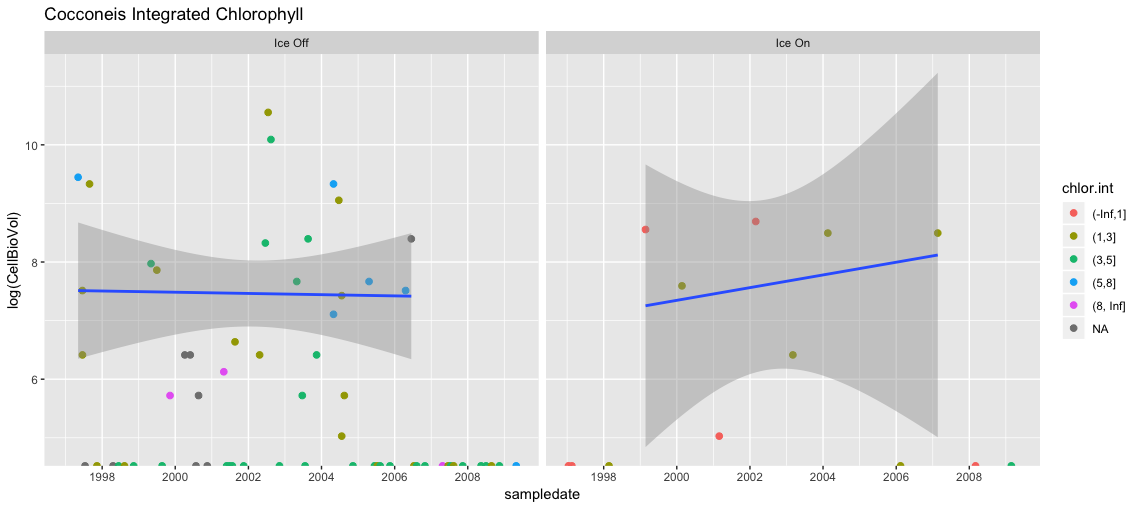 Cocconeis Integrated Chlorophyll
Ice Off
Ice On
log(CellBioVol)
10
8
6
1998
2000
2002
2004
2006
2008
1998
2000
2002
2004
2006
2008
sampledate
chlor.int
(-Inf,1]
(1,3]
(3,5]
(5,8]
(8, Inf]
NA